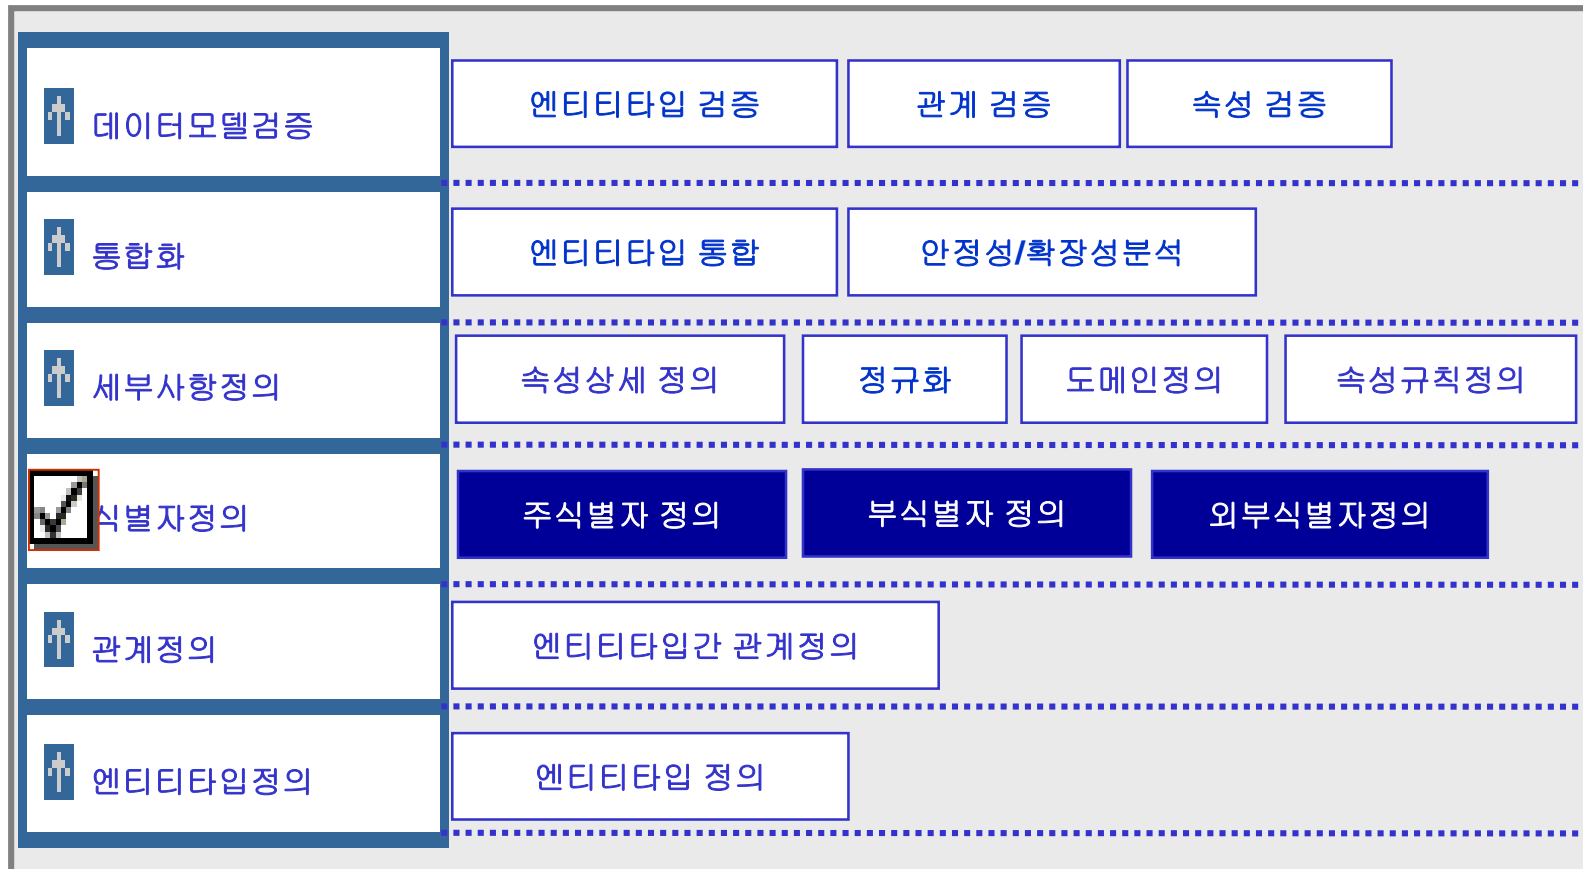 데이터모델검증
엔티티타입 검증
관계 검증
속성 검증
통합화
엔티티타입 통합
안정성/확장성분석
세부사항정의
속성상세 정의
정규화
도메인정의
속성규칙정의
식별자정의
주식별자 정의
부식별자 정의
외부식별자정의
관계정의
엔티티타입간 관계정의
엔티티타입정의
엔티티타입 정의